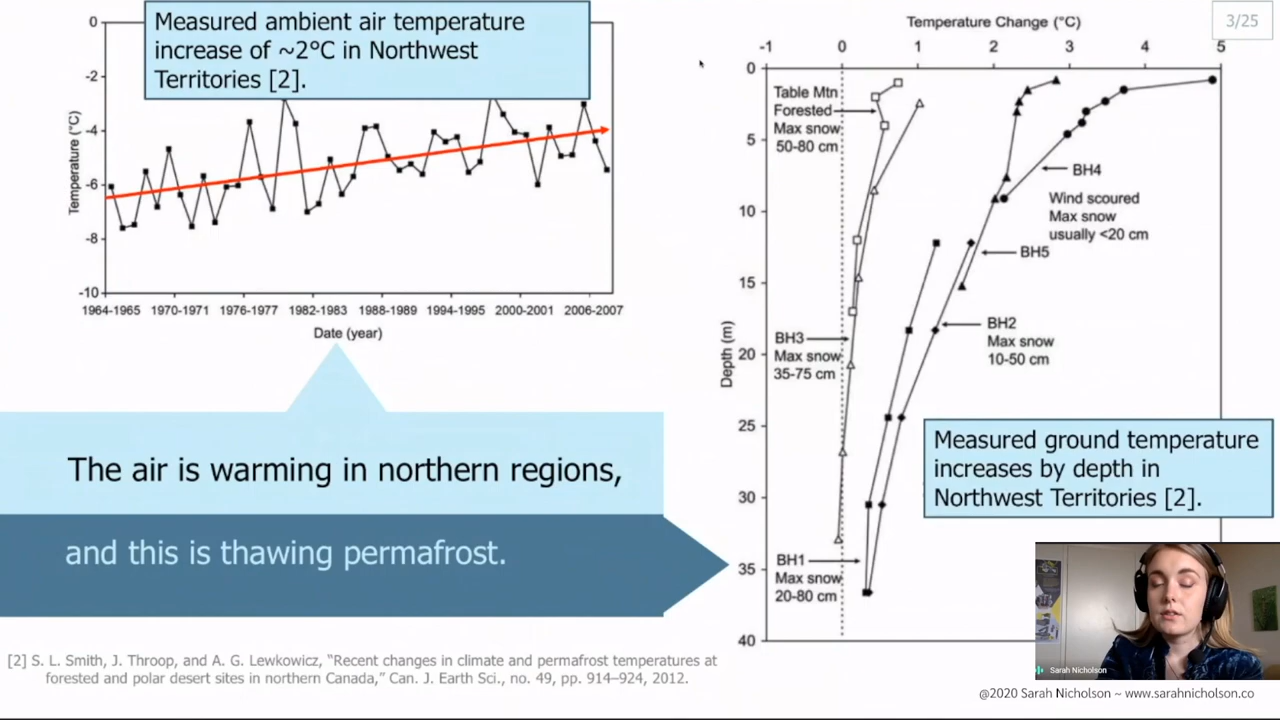 Measured ambient air temperature
increase of ~2°C in Northwest
Territories [2].
0
-2
-4
-6
-8
-10
Temperature (°C)
1964-1965
1970-1971
1976-1977
1982-1983
1988-1989
1994-1995
2000-2001
2006-2007
Date (year)
The air is warming in northern regions,
and this is thawing permafrost.
Temperature Change (°C)
-1
0
1
2
3
4
5
3/25
0
5
10
15
20
25
30
35
40
Depth (m)
Table Mtn
Forested
Max snow
50-80 cm
BH4
Wind scoured
Max snow
usually <20 cm
BH5
BH2
Max snow
10-50 cm
BH3
Max snow
35-75 cm
BH1
Max snow
20-80 cm
Measured ground temperature
increases by depth in
Northwest Territories [2].
Sarah Nicholson
[2] S. L. Smith, J. Throop, and A. G. Lewkowicz, “Recent changes in climate and permafrost temperatures at
forested and polar desert sites in northern Canada,” Can. J. Earth Sci., no. 49, pp. 914–924, 2012.
@2020 Sarah Nicholson ~ www.sarahnicholson.co